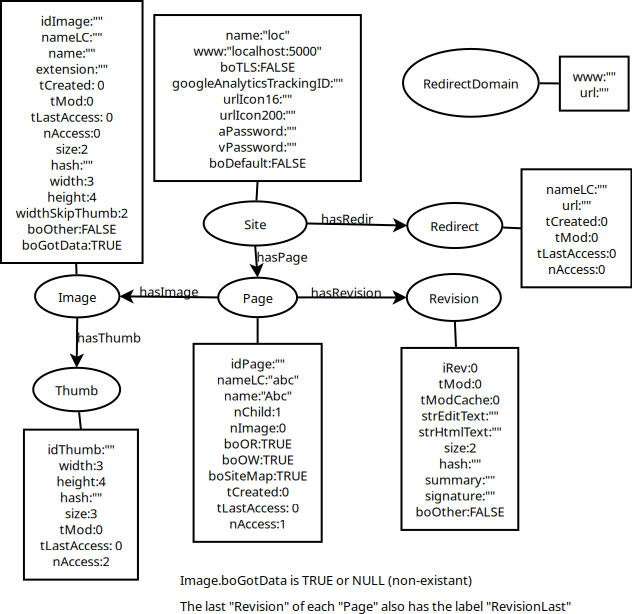 idImage:""
nameLC:""
name:""
extension:""
tCreated: 0
tMod:0
tLastAccess: 0
nAccess:0
size:2
hash:""
width:3
height:4
widthSkipThumb:2
boOther:FALSE
boGotData:TRUE
name:"loc"
www:"localhost:5000"
boTLS:FALSE
googleAnalyticsTrackingID:""
urlIcon16:""
urlIcon200:""
aPassword:""
vPassword:""
boDefault:FALSE
RedirectDomain
www:""
url:""
Site
hasRedir
Redirect
nameLC:""
url:""
tCreated:0
tMod:0
tLastAccess:0
nAccess:0
hasPage
Image
hasImage
Page
hasRevision
Revision
hasThumb
Thumb
idThumb:""
width:3
height:4
hash:""
size:3
tMod:0
tLastAccess: 0
nAccess:2
idPage:""
nameLC:"abc"
name:"Abc"
nChild:1
nImage:0
boOR:TRUE
boOW:TRUE
boSiteMap:TRUE
tCreated:0
tLastAccess: 0
nAccess:1
iRev:0
tMod:0
tModCache:0
strEditText:""
strHtmlText:""
size:2
hash:""
summary:""
signature:""
boOther:FALSE
Image.boGotData is TRUE or NULL (non-existant)
The last "Revision" of each "Page" also has the label "RevisionLast"